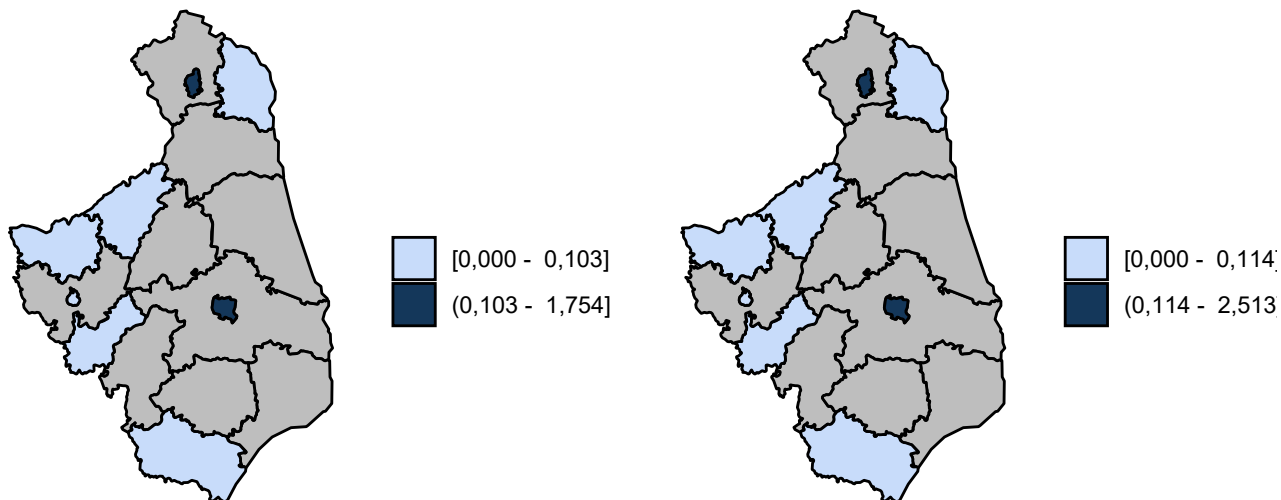 [0,000 - 0,103]
(0,103 - 1,754]
[0,000 - 0,114]
(0,114 - 2,513]